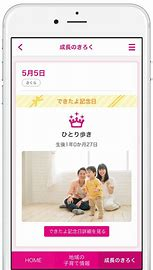 成長のきろく
5月5日
さくら
できたよ記念日
ひとり歩き
生後1年0か月27日
できたよ記念日詳細を見る
HOME
地域の
子育て情報
成長のきろく